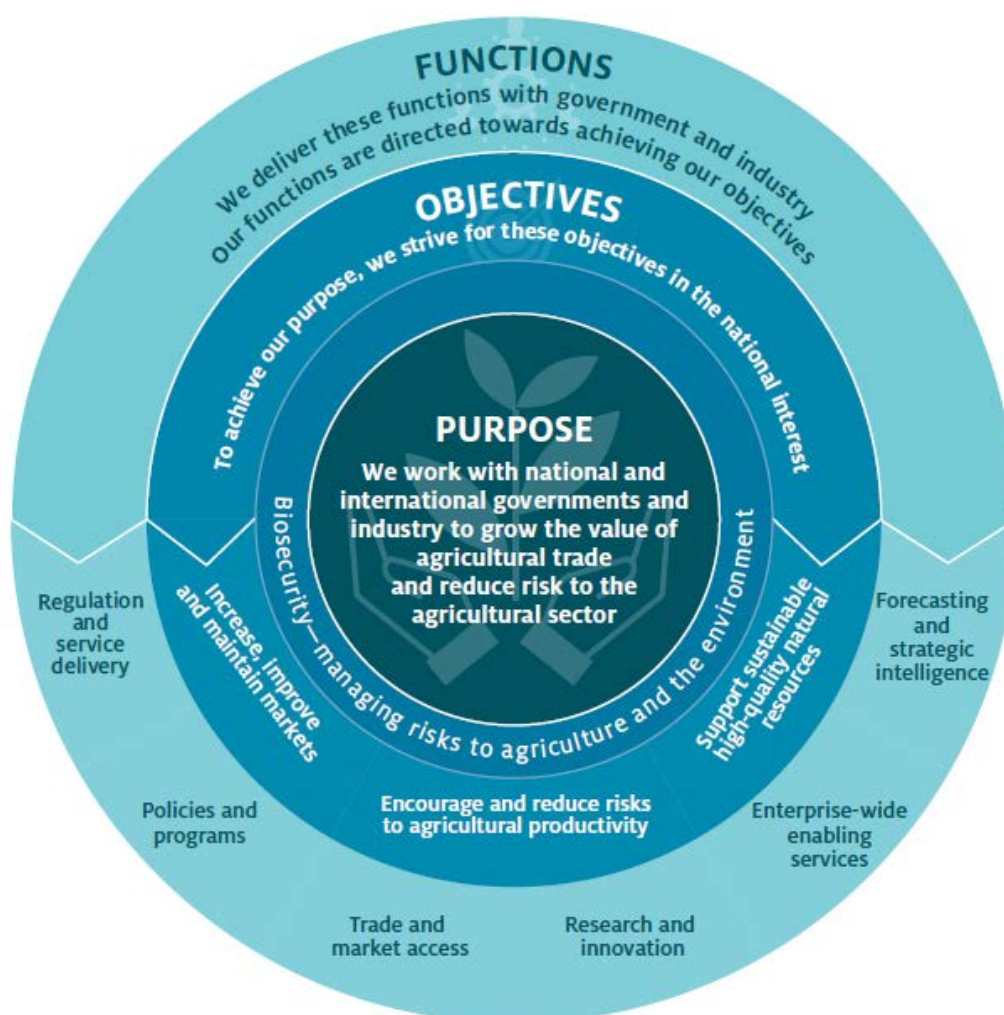 FUNCTIONS
We deliver these functions with government and industry
Our functions are directed towards achieving our objectives
OBJECTIVES
To achieve our purpose, we strive for these objectives in the national interest
PURPOSE
We work with national and
international governments and
industry to grow the value of
agricultural trade
and reduce risk to the
agricultural sector
Biosecurity—managing risks to agriculture and the environment
Increase, improve
and maintain markets
Encourage and reduce risks
to agricultural productivity
Support sustainable
high-quality natural
resources
Regulation
and
service
delivery
Policies and
programs
Trade and
market access
Research and
innovation
Enterprise-wide
enabling
services
Forecasting
and
strategic
intelligence